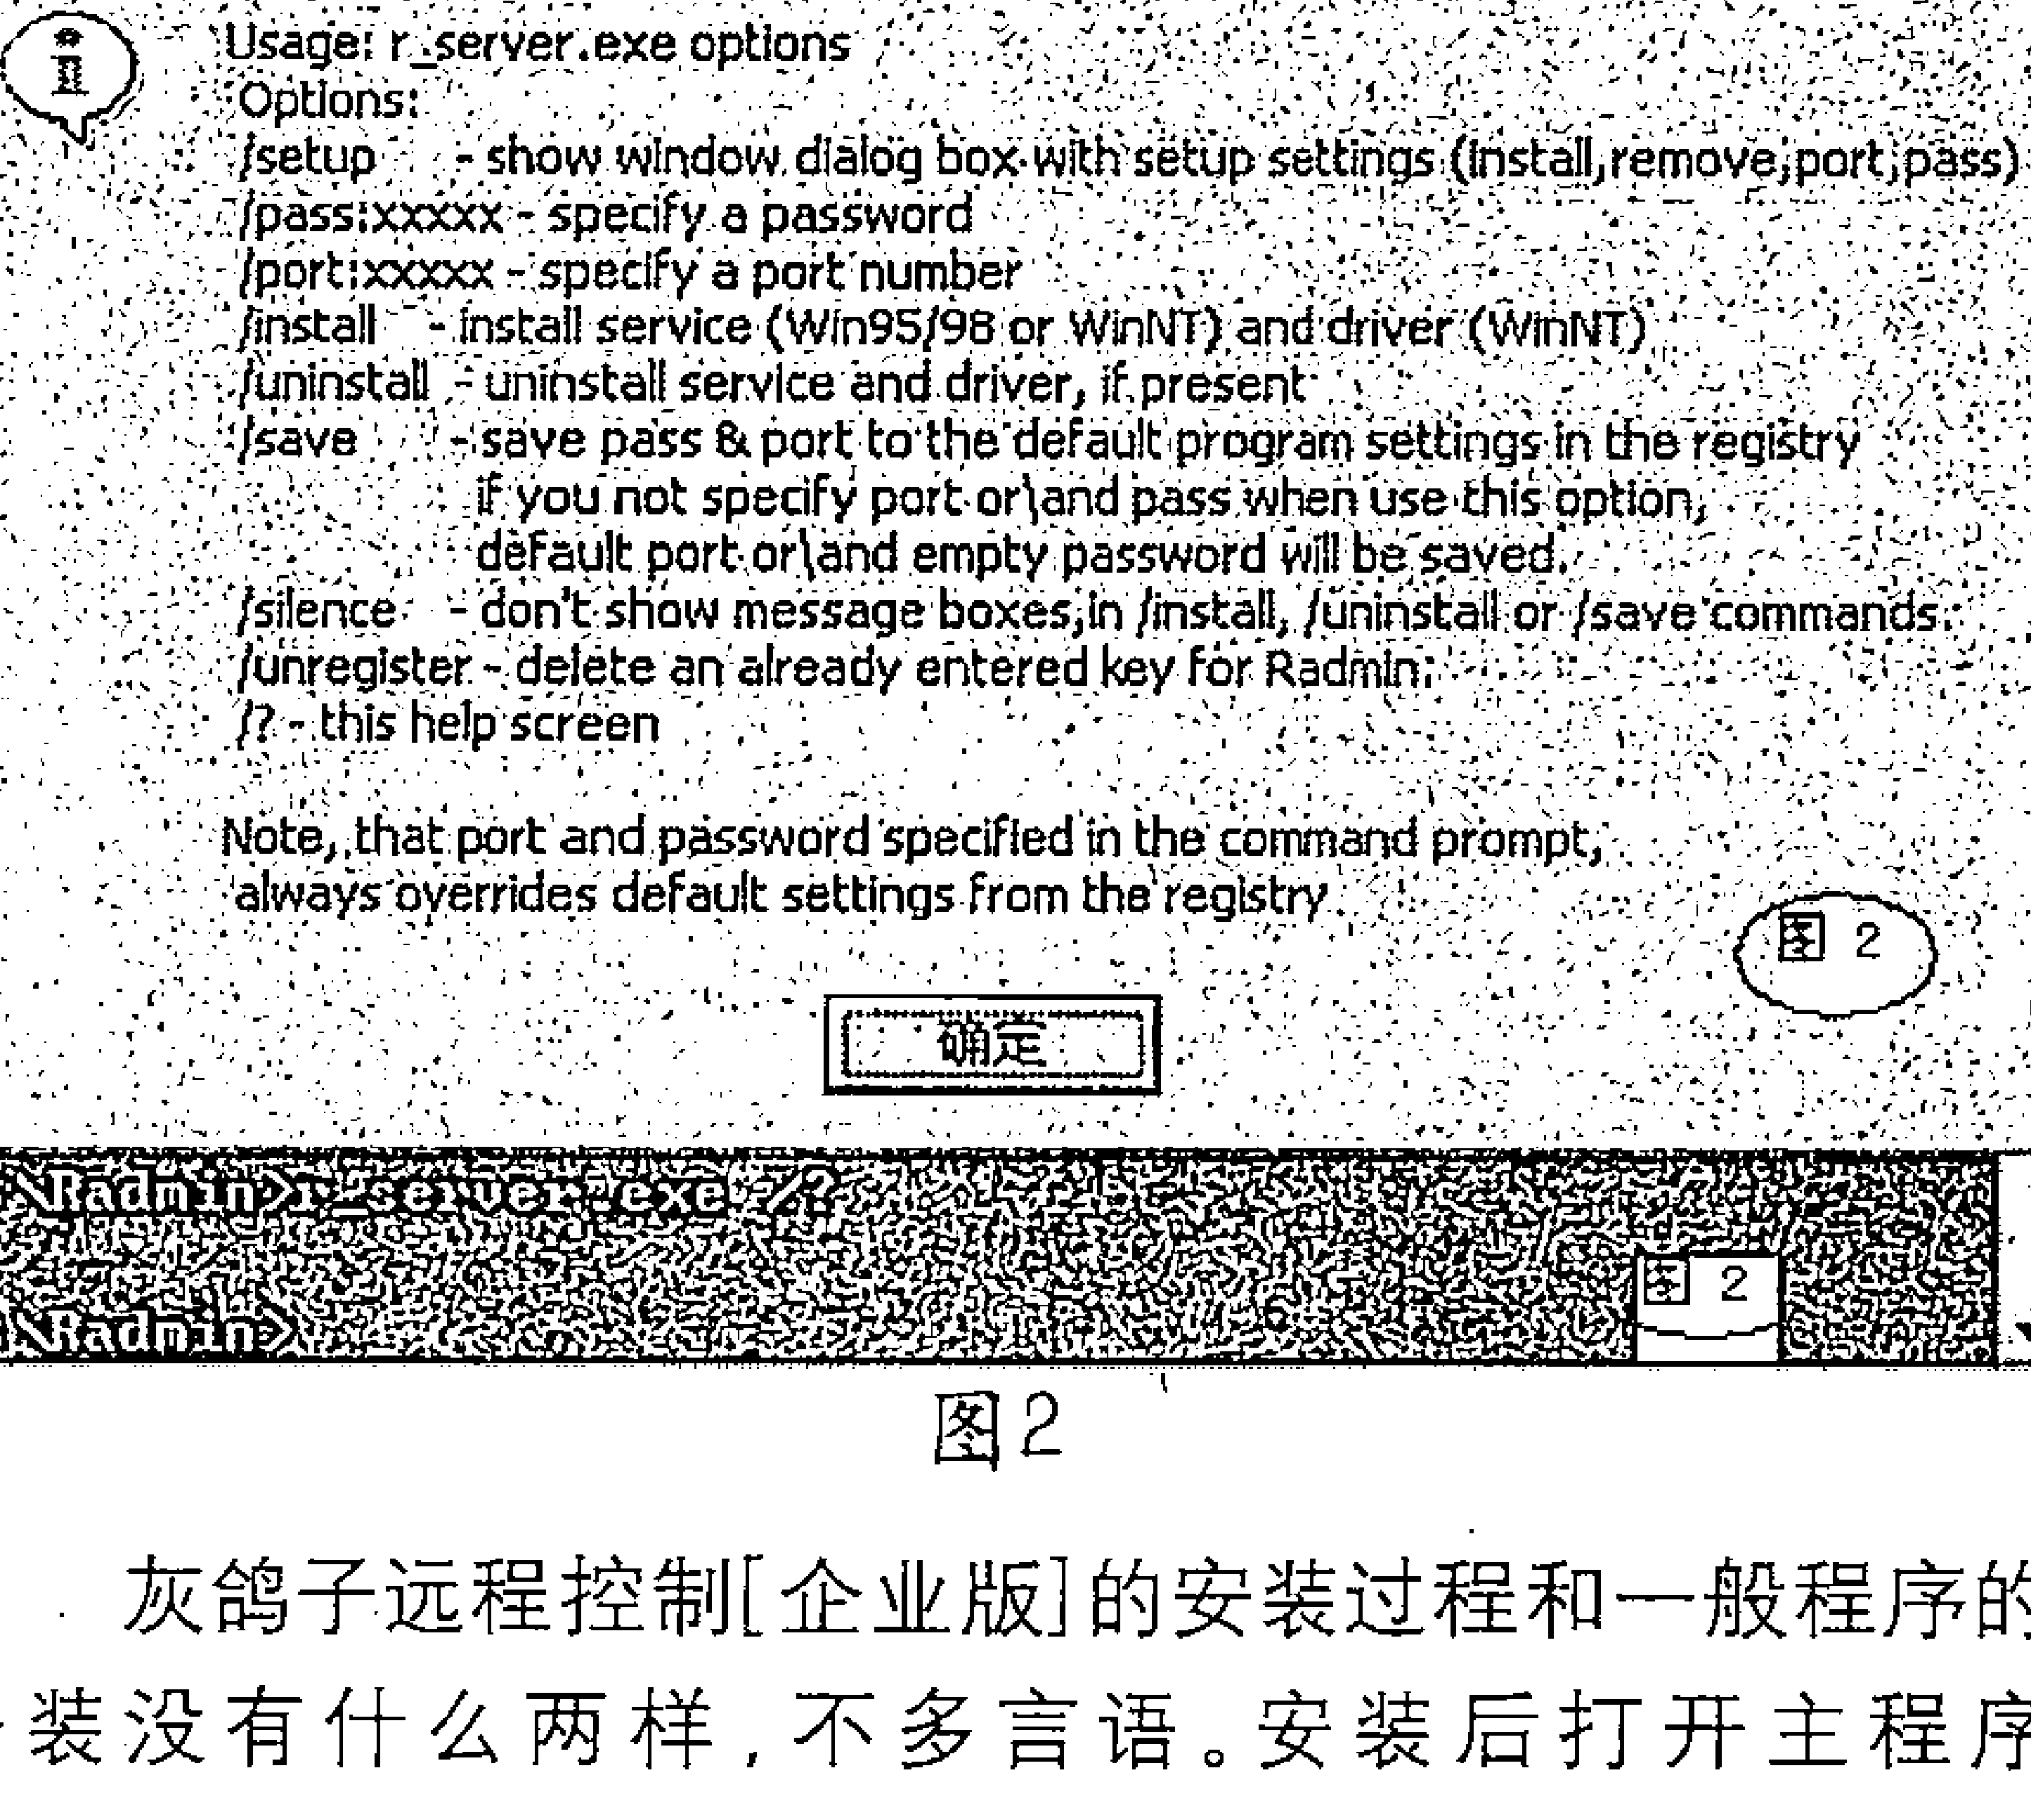 Usage: r_server.exe options
Options:
/setup - show window dialog box with setup settings (install,remove,port,pass)
/pass:xxxxx - specify a password
/port:xxxxx - specify a port number
/install - install service (Win95/98 or WinNT) and driver (WinNT)
/uninstall - uninstall service and driver, if present
/save - save pass & port to the default program settings in the registry
if you not specify port or\and pass when use this option,
default port or\and empty password will be saved.
/silence - don't show message boxes in /install, /uninstall or /save commands.
/unregister - delete an already entered key for Radmin.
/? - this help screen
Note, that port and password specified in the command prompt,
always overrides default settings from the registry
图 2
确定
\Radmin>r_server.exe /?
图 2
\Radmin>
图2
灰鸽子远程控制[企业版]的安装过程和一般程序的
装没有什么两样,不多言语。安装后打开主程序